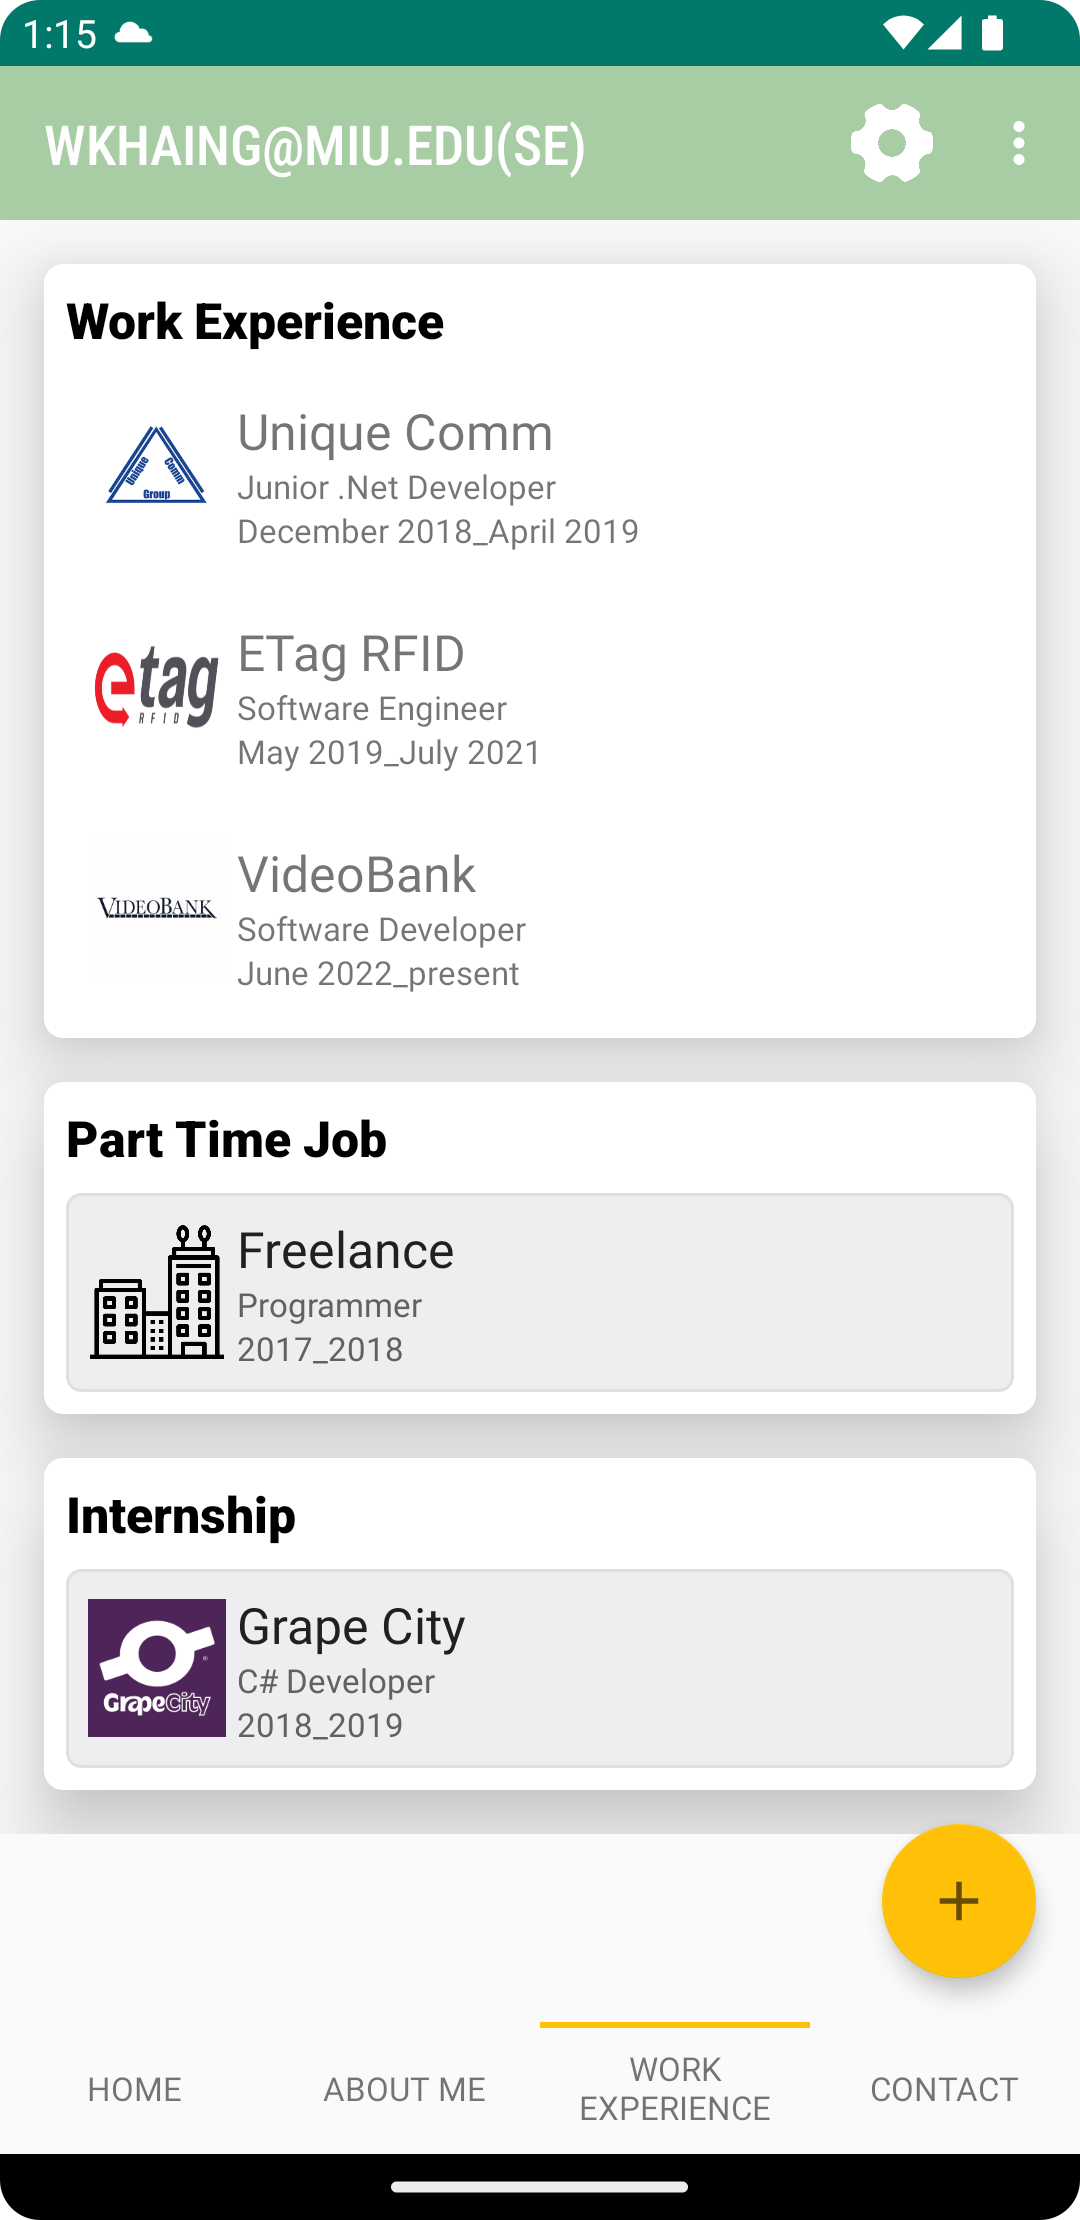 1:15
WKHAING@MIU.EDU(SE)
Work Experience
Unique Comm
Group
Unique Comm
Junior .Net Developer
December 2018_April 2019
etag
RFID
ETag RFID
Software Engineer
May 2019_July 2021
VIDEOBANK
VideoBank
Software Developer
June 2022_present
Part Time Job
Freelance
Programmer
2017_2018
Internship
GrapeCity
Grape City
C# Developer
2018_2019
+
HOME
ABOUT ME
WORK
EXPERIENCE
CONTACT